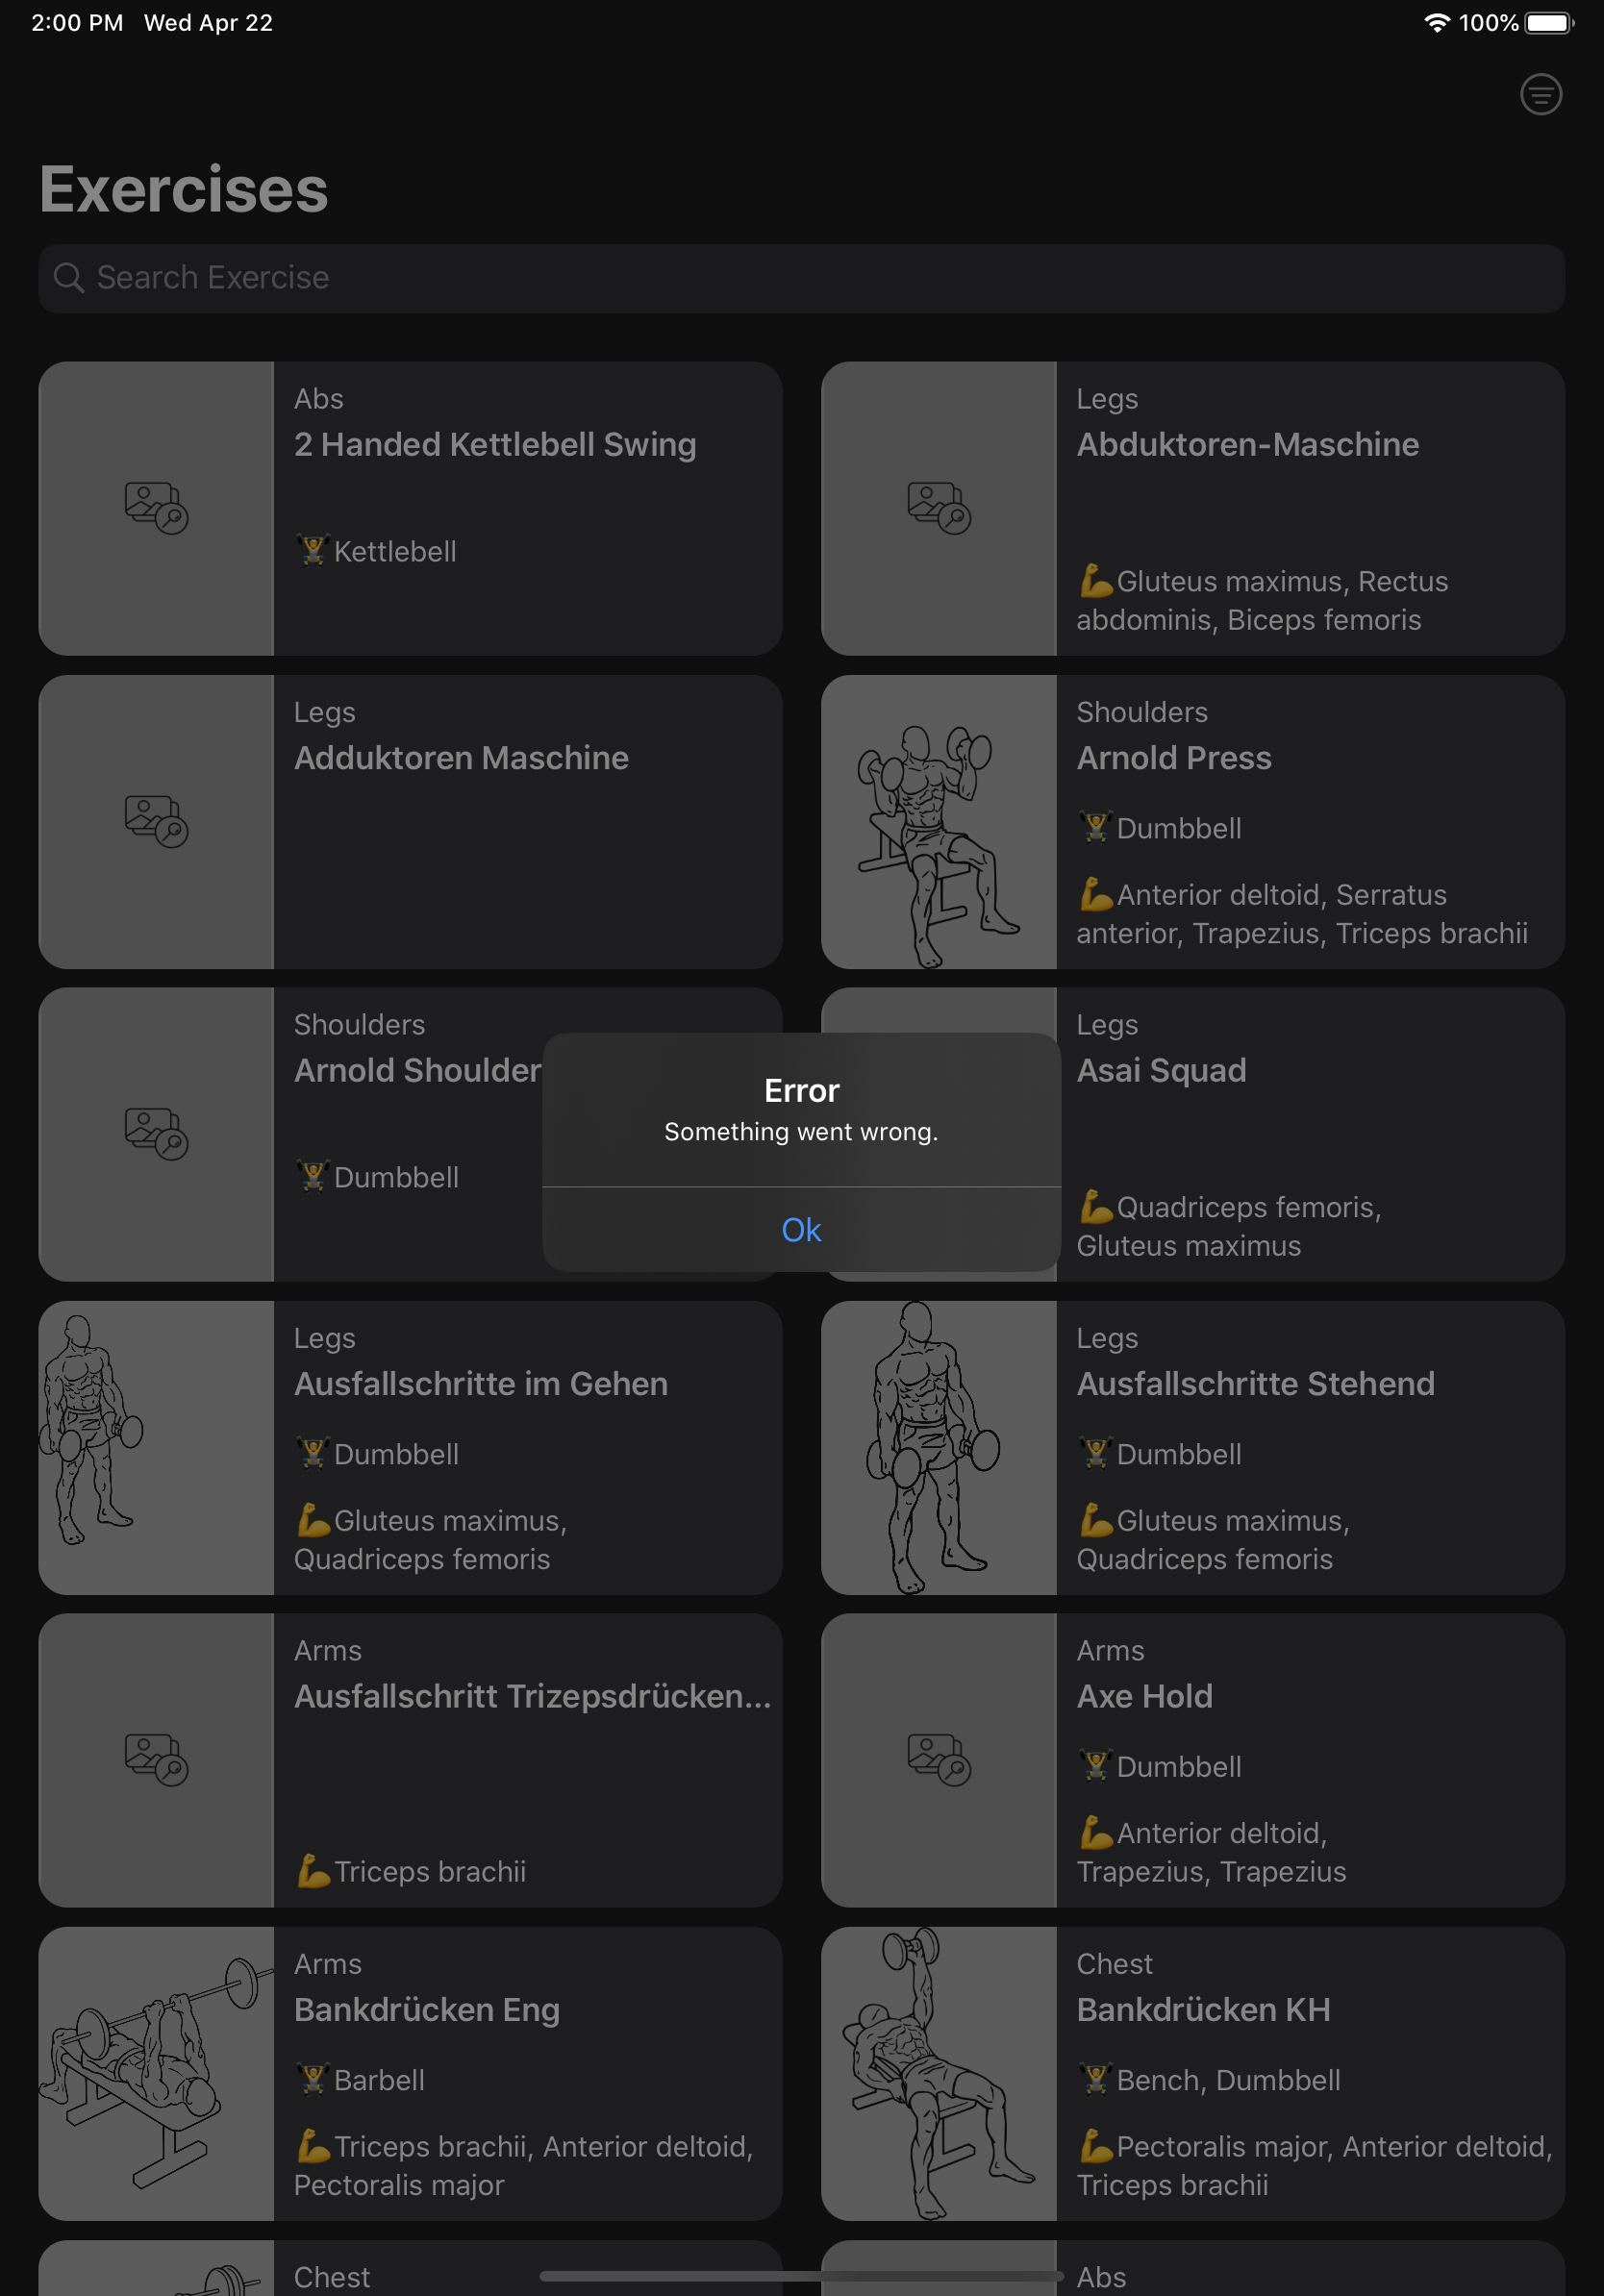 2:00 PM Wed Apr 22
100%
Exercises
Search Exercise
Abs
2 Handed Kettlebell Swing
Kettlebell
Legs
Abduktoren-Maschine
Gluteus maximus, Rectus
abdominis, Biceps femoris
Legs
Adduktoren Maschine
Shoulders
Arnold Press
Dumbbell
Anterior deltoid, Serratus
anterior, Trapezius, Triceps brachii
Shoulders
Arnold Shoulder
Dumbbell
Legs
Asai Squad
Quadriceps femoris,
Gluteus maximus
Error
Something went wrong.
Ok
Legs
Ausfallschritte im Gehen
Dumbbell
Gluteus maximus,
Quadriceps femoris
Legs
Ausfallschritte Stehend
Dumbbell
Gluteus maximus,
Quadriceps femoris
Arms
Ausfallschritt Trizepsdrücken...
Triceps brachii
Arms
Axe Hold
Dumbbell
Anterior deltoid,
Trapezius, Trapezius
Arms
Bankdrücken Eng
Barbell
Triceps brachii, Anterior deltoid,
Pectoralis major
Chest
Bankdrücken KH
Bench, Dumbbell
Pectoralis major, Anterior deltoid,
Triceps brachii
Chest
Abs